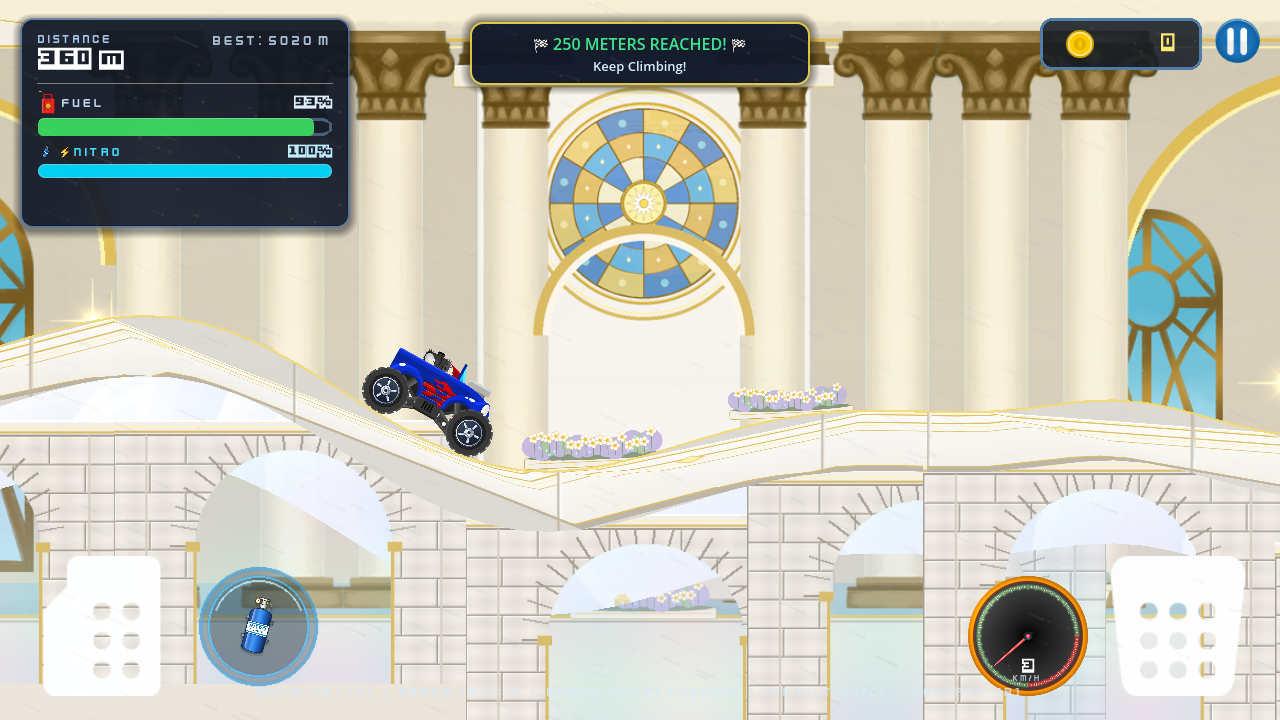 DISTANCE
BEST: 5020 M
360 m
FUEL
93%
NITRO
100%
250 METERS REACHED!
Keep Climbing!
0
3
KM/H